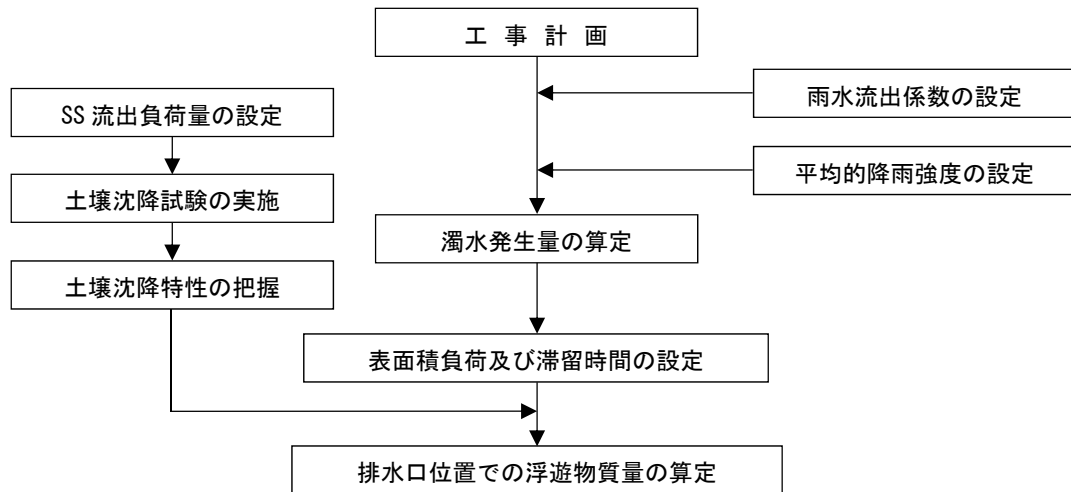 工 事 計 画
雨水流出係数の設定
SS 流出負荷量の設定
平均的降雨強度の設定
土壌沈降試験の実施
濁水発生量の算定
土壌沈降特性の把握
表面積負荷及び滞留時間の設定
排水口位置での浮遊物質量の算定